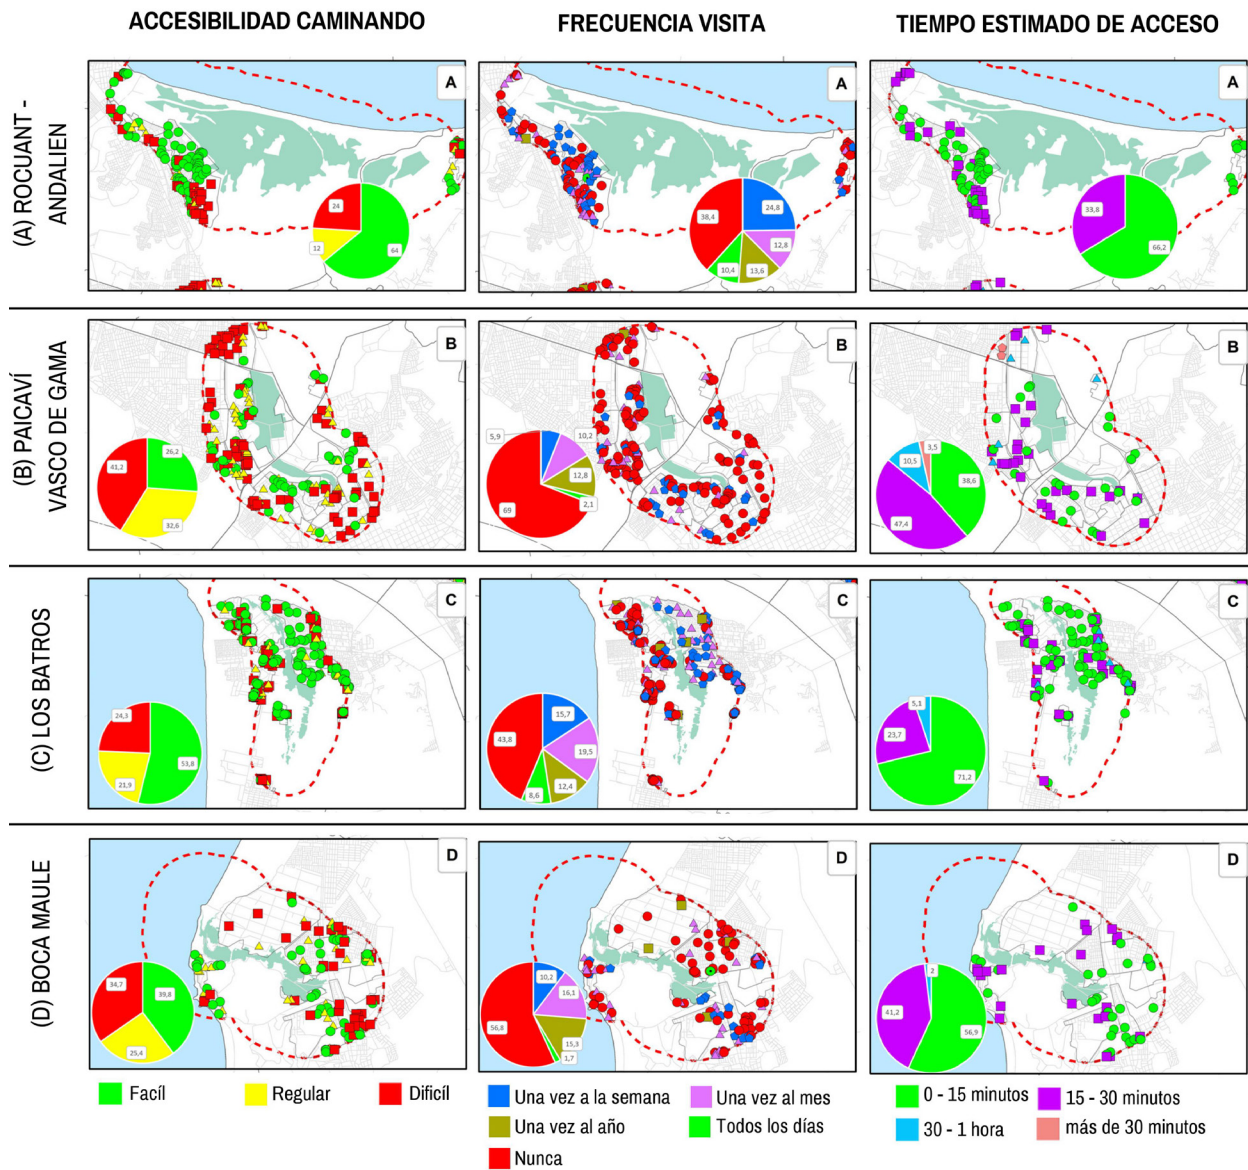 ACCESIBILIDAD CAMINANDO
FRECUENCIA VISITA
TIEMPO ESTIMADO DE ACCESO
(A) ROCUANT -
ANDALIEN
A
24
12
64
A
38,4
24,8
12,8
13,6
10,4
A
33,8
66,2
(B) PAICAVÍ
VASCO DE GAMA
B
41,2
26,2
32,6
B
5,9
10,2
12,8
2,1
69
B
3,5
10,5
38,6
47,4
(C) LOS BATROS
C
24,3
53,8
21,9
C
43,8
15,7
19,5
12,4
8,6
C
5,1
23,7
71,2
(D) BOCA MAULE
D
34,7
39,8
25,4
D
10,2
16,1
56,8
15,3
1,7
D
2
41,2
56,9
Facíl
Regular
Dificíl
Una vez a la semana
Una vez al mes
Una vez al año
Todos los días
Nunca
0 - 15 minutos
15 - 30 minutos
30 - 1 hora
más de 30 minutos